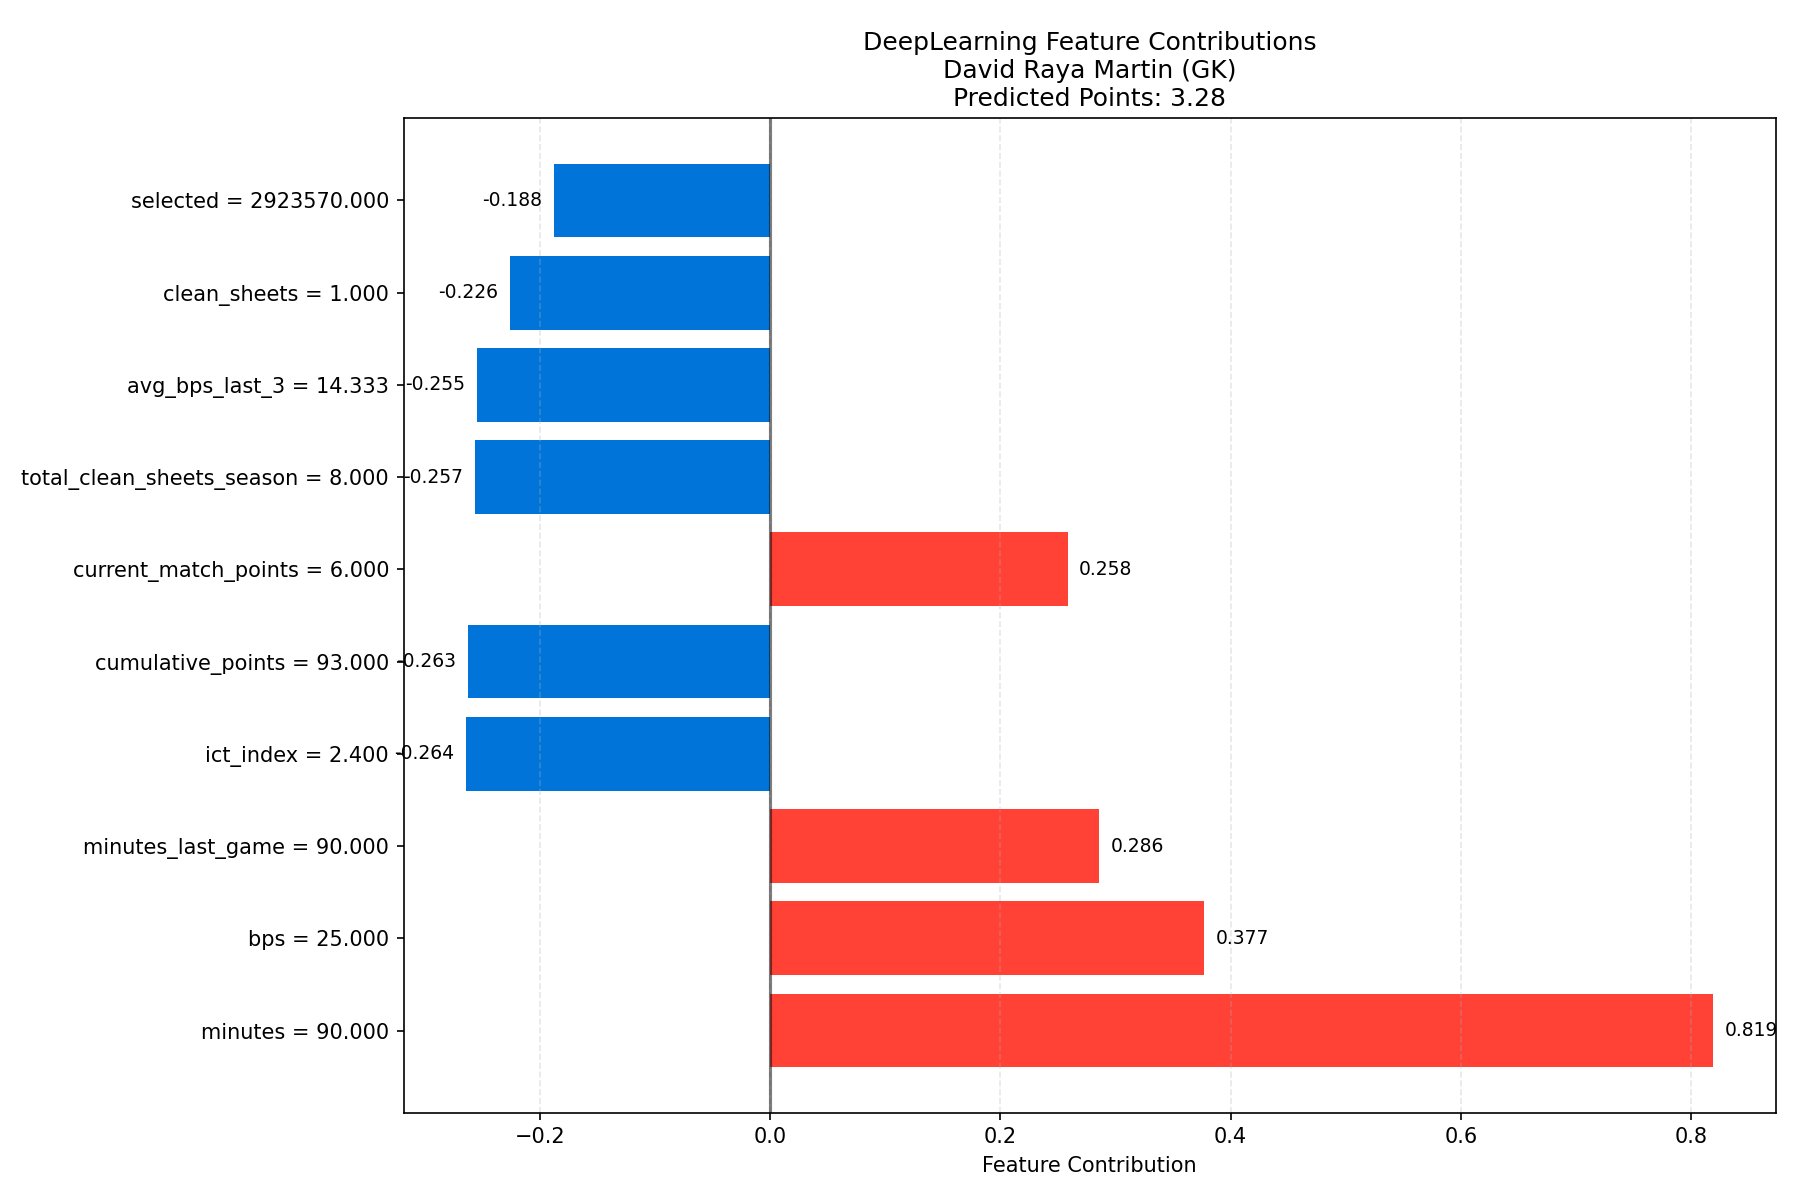 DeepLearning Feature Contributions
David Raya Martin (GK)
Predicted Points: 3.28
selected = 2923570.000
-0.188
clean_sheets = 1.000
-0.226
avg_bps_last_3 = 14.333
-0.255
total_clean_sheets_season = 8.000
-0.257
current_match_points = 6.000
0.258
cumulative_points = 93.000
-0.263
ict_index = 2.400
-0.264
minutes_last_game = 90.000
0.286
bps = 25.000
0.377
minutes = 90.000
0.819
−0.2 0.0 0.2 0.4 0.6 0.8
Feature Contribution